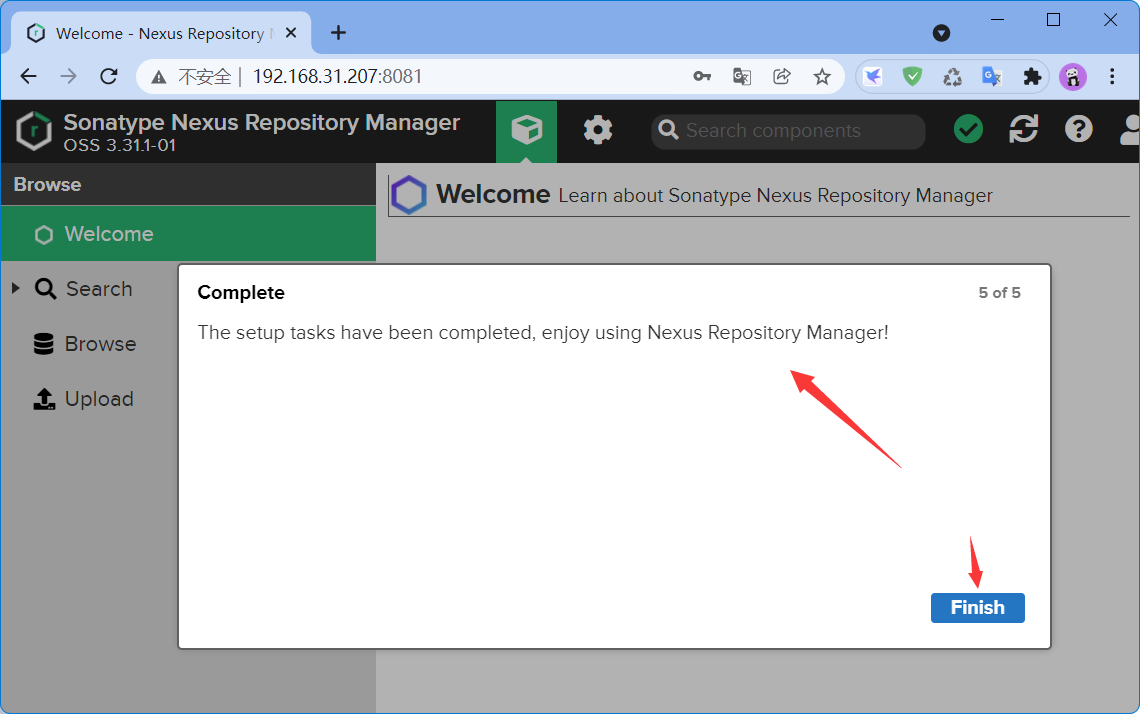 Welcome - Nexus Repository
不安全 | 192.168.31.207:8081
Sonatype Nexus Repository Manager
OSS 3.31.1-01
Search components
Browse
Welcome Learn about Sonatype Nexus Repository Manager
Welcome
Search
Browse
Upload
Complete
5 of 5
The setup tasks have been completed, enjoy using Nexus Repository Manager!
Finish